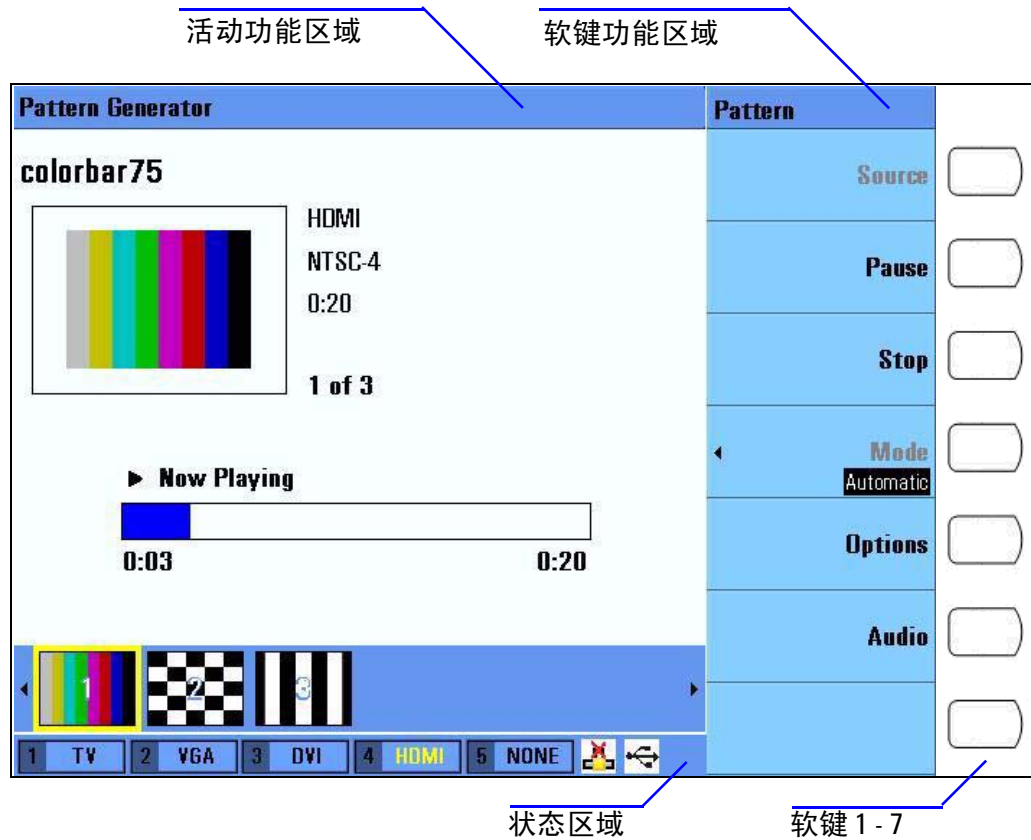 活动功能区域
软键功能区域
Pattern Generator
Pattern
colorbar75
HDMI
NTSC-4
0:20
1 of 3
Now Playing
0:03
0:20
Source
Pause
Stop
Mode
Automatic
Options
Audio
1
2
3
1 TV 2 VGA 3 DVI 4 HDMI 5 NONE
状态区域
软键 1 - 7